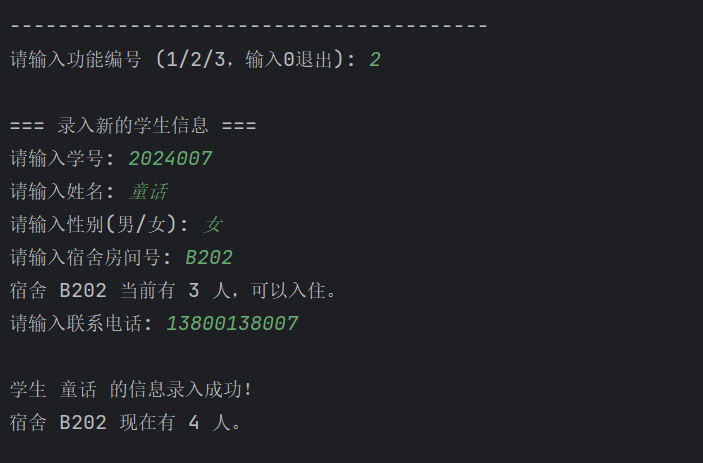 ----------------------------------------
请输入功能编号 (1/2/3，输入0退出): 2
=== 录入新的学生信息 ===
请输入学号: 2024007
请输入姓名: 童话
请输入性别(男/女): 女
请输入宿舍房间号: B202
宿舍 B202 当前有 3 人，可以入住。
请输入联系电话: 13800138007
学生 童话 的信息录入成功!
宿舍 B202 现在有 4 人。